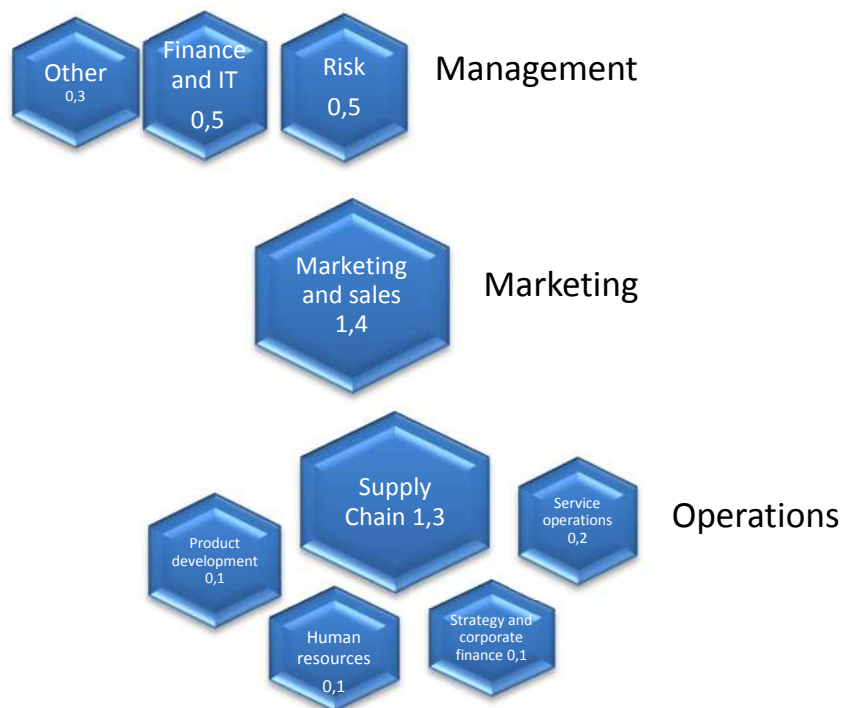 Other
0,3
Finance
and IT
0,5
Risk
0,5
Management
Marketing
and sales
1,4
Marketing
Supply
Chain 1,3
Service
operations
0,2
Operations
Product
development
0,1
Human
resources
0,1
Strategy and
corporate
finance 0,1